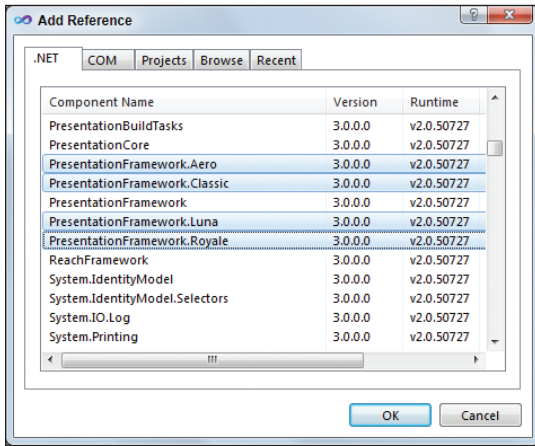 Add Reference
.NET COM Projects Browse Recent
Component Name Version Runtime
PresentationBuildTasks 3.0.0.0 v2.0.50727
PresentationCore 3.0.0.0 v2.0.50727
PresentationFramework.Aero 3.0.0.0 v2.0.50727
PresentationFramework.Classic 3.0.0.0 v2.0.50727
PresentationFramework 3.0.0.0 v2.0.50727
PresentationFramework.Luna 3.0.0.0 v2.0.50727
PresentationFramework.Royale 3.0.0.0 v2.0.50727
ReachFramework 3.0.0.0 v2.0.50727
System.IdentityModel 3.0.0.0 v2.0.50727
System.IdentityModel.Selectors 3.0.0.0 v2.0.50727
System.IO.Log 3.0.0.0 v2.0.50727
System.Printing 3.0.0.0 v2.0.50727
OK Cancel